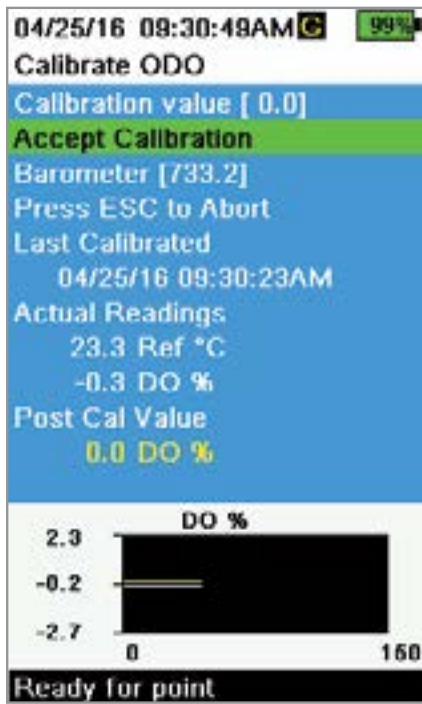 04/25/16 09:30:49AM G 99%
Calibrate ODO
Calibration value [ 0.0]
Accept Calibration
Barometer [733.2]
Press ESC to Abort
Last Calibrated
04/25/16 09:30:23AM
Actual Readings
23.3 Ref °C
-0.3 DO %
Post Cal Value
0.0 DO %
DO %
2.3
-0.2
-2.7
0 160
Ready for point